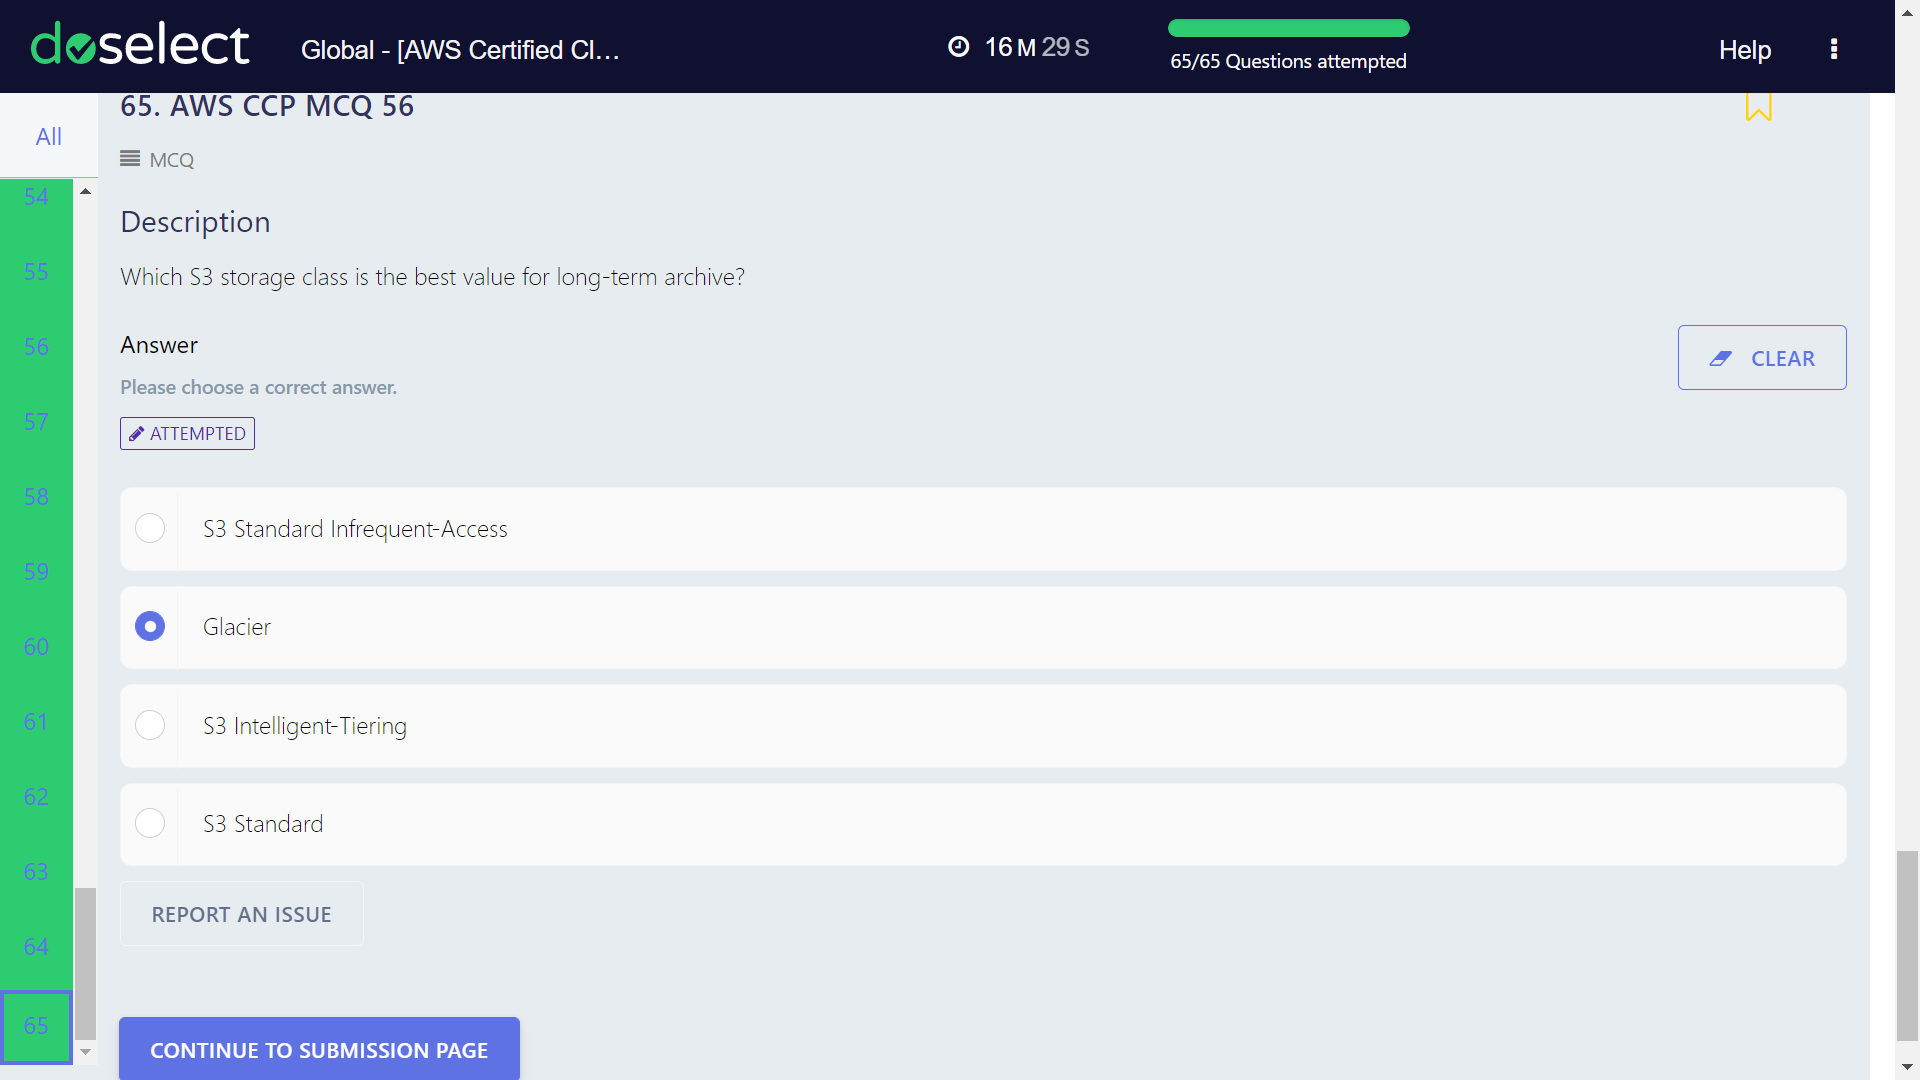 doselect
Global - [AWS Certified Cl...
16 M 29 S
65/65 Questions attempted
Help
All
54
55
56
57
58
59
60
61
62
63
64
65
65. AWS CCP MCQ 56
MCQ
Description
Which S3 storage class is the best value for long-term archive?
Answer
Please choose a correct answer.
ATTEMPTED
CLEAR
S3 Standard Infrequent-Access
Glacier
S3 Intelligent-Tiering
S3 Standard
REPORT AN ISSUE
CONTINUE TO SUBMISSION PAGE